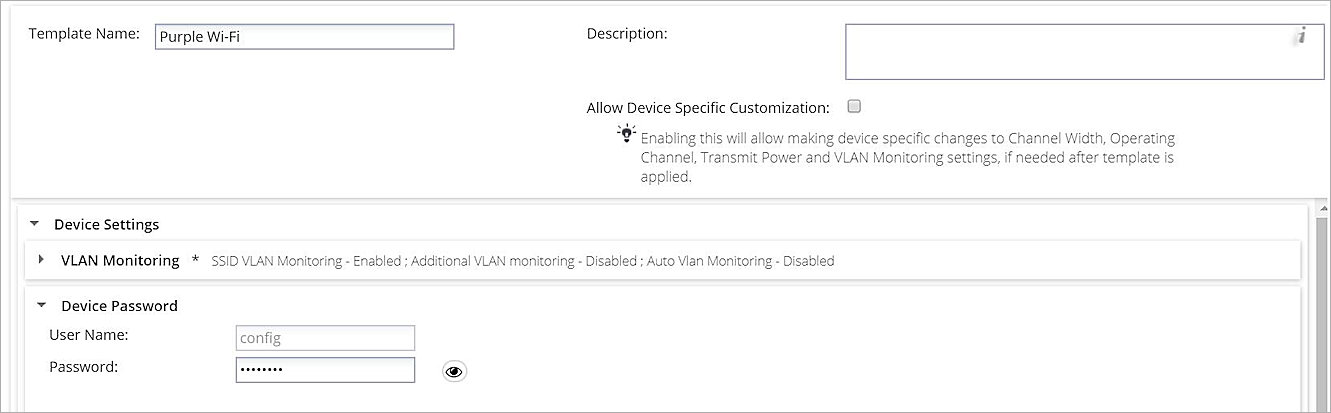 Template Name: Purple Wi-Fi Description: i
Allow Device Specific Customization:
Enabling this will allow making device specific changes to Channel Width, Operating
Channel, Transmit Power and VLAN Monitoring settings, if needed after template is
applied.
Device Settings
VLAN Monitoring * SSID VLAN Monitoring - Enabled ; Additional VLAN monitoring - Disabled ; Auto Vlan Monitoring - Disabled
Device Password
User Name: config
Password: ••••••••